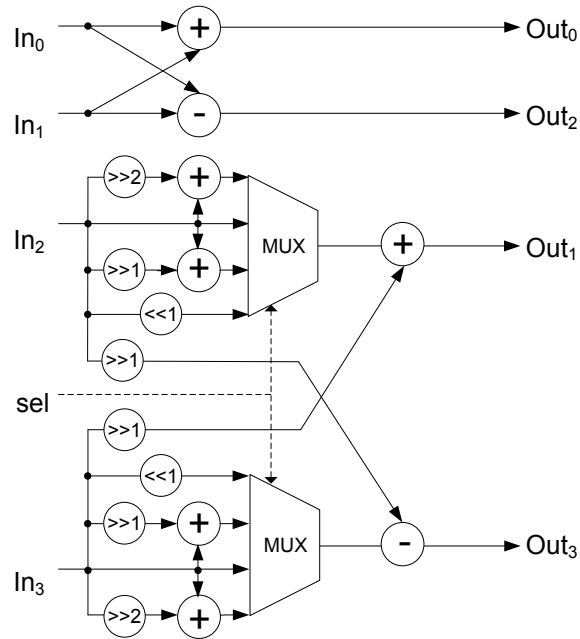 In₀ + Out₀
In₁ - Out₂
>>2 +
In₂ MUX + Out₁
>>1 +
<<1
>>1
sel
>>1
<<1
>>1 +
In₃ MUX - Out₃
>>2 +